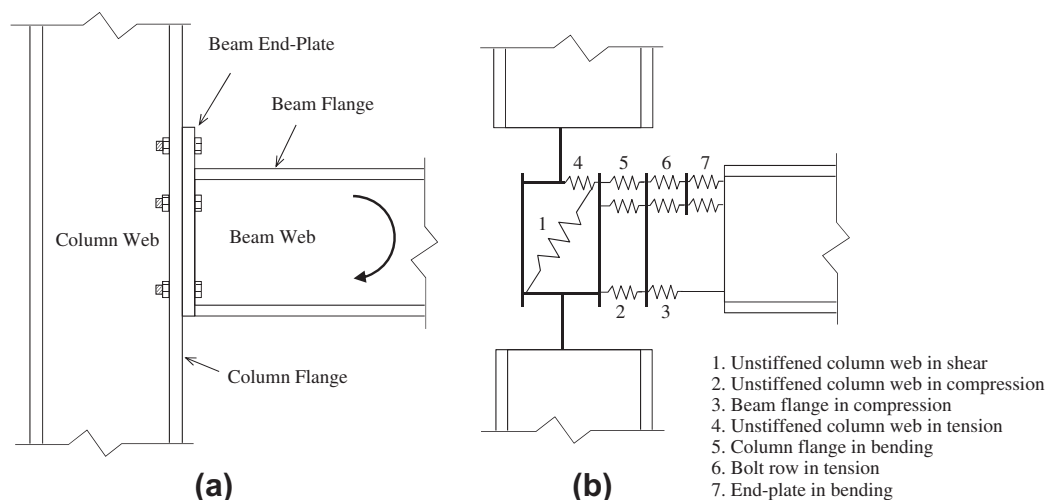 Beam End-Plate
Beam Flange
Column Web
Beam Web
Column Flange
(a)
4
5
6
7
1
2
3
1. Unstiffened column web in shear
2. Unstiffened column web in compression
3. Beam flange in compression
4. Unstiffened column web in tension
5. Column flange in bending
6. Bolt row in tension
7. End-plate in bending
(b)